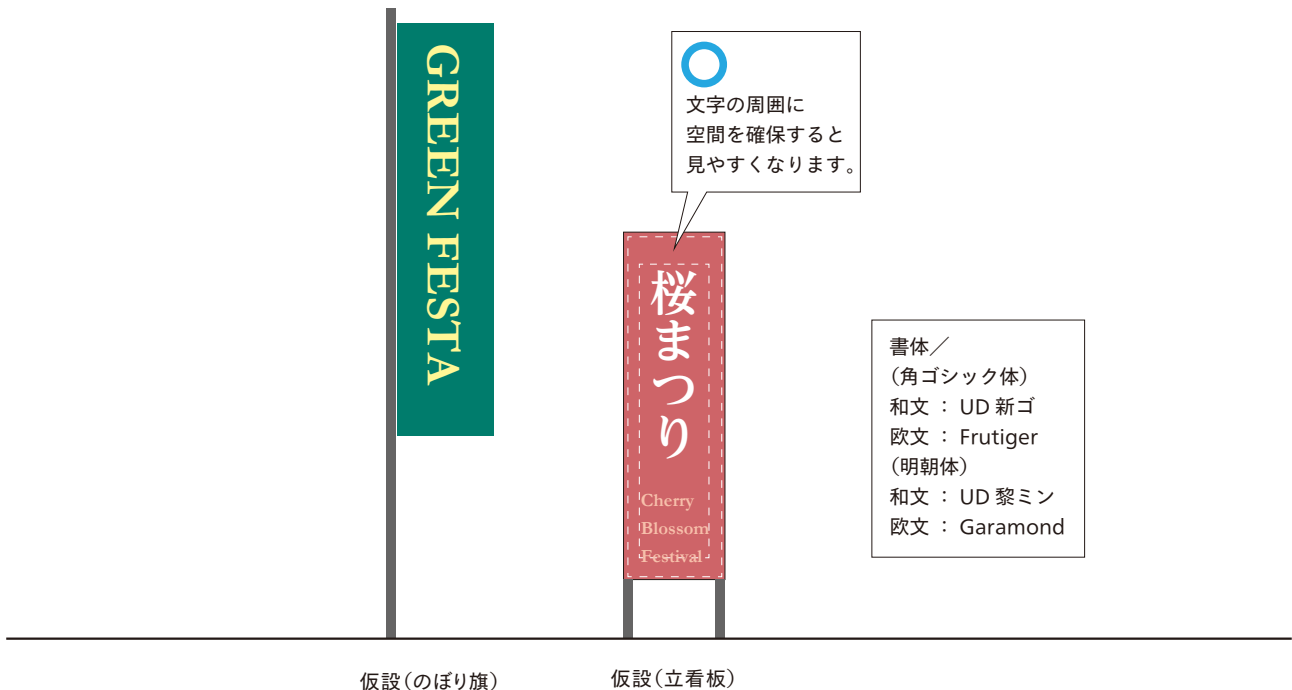 GREEN FESTA
文字の周囲に
空間を確保すると
見やすくなります。
桜まつり
Cherry
Blossom
Festival
書体／
(角ゴシック体)
和文 : UD 新ゴ
欧文 : Frutiger
(明朝体)
和文 : UD 黎ミン
欧文 : Garamond
仮設(のぼり旗)
仮設(立看板)